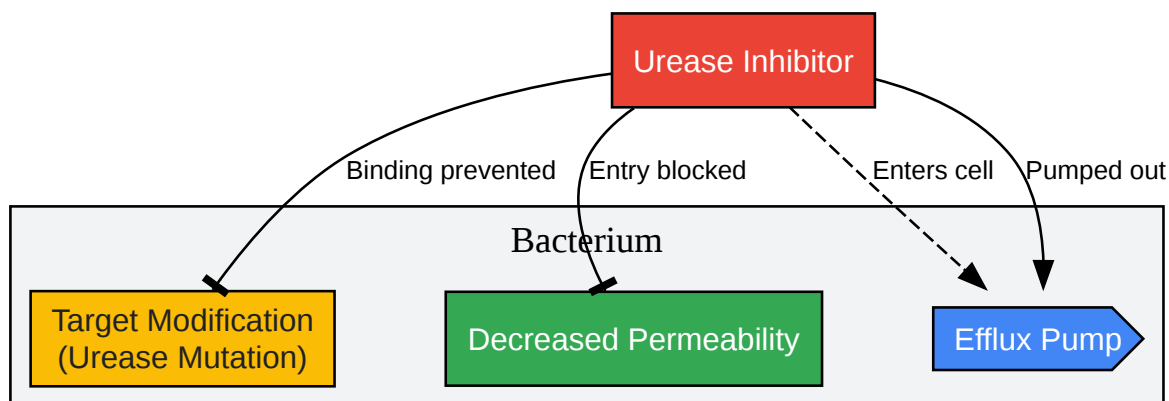 Urease Inhibitor
Binding prevented
Entry blocked
Enters cell
Pumped out
Bacterium
Target Modification
(Urease Mutation)
Decreased Permeability
Efflux Pump